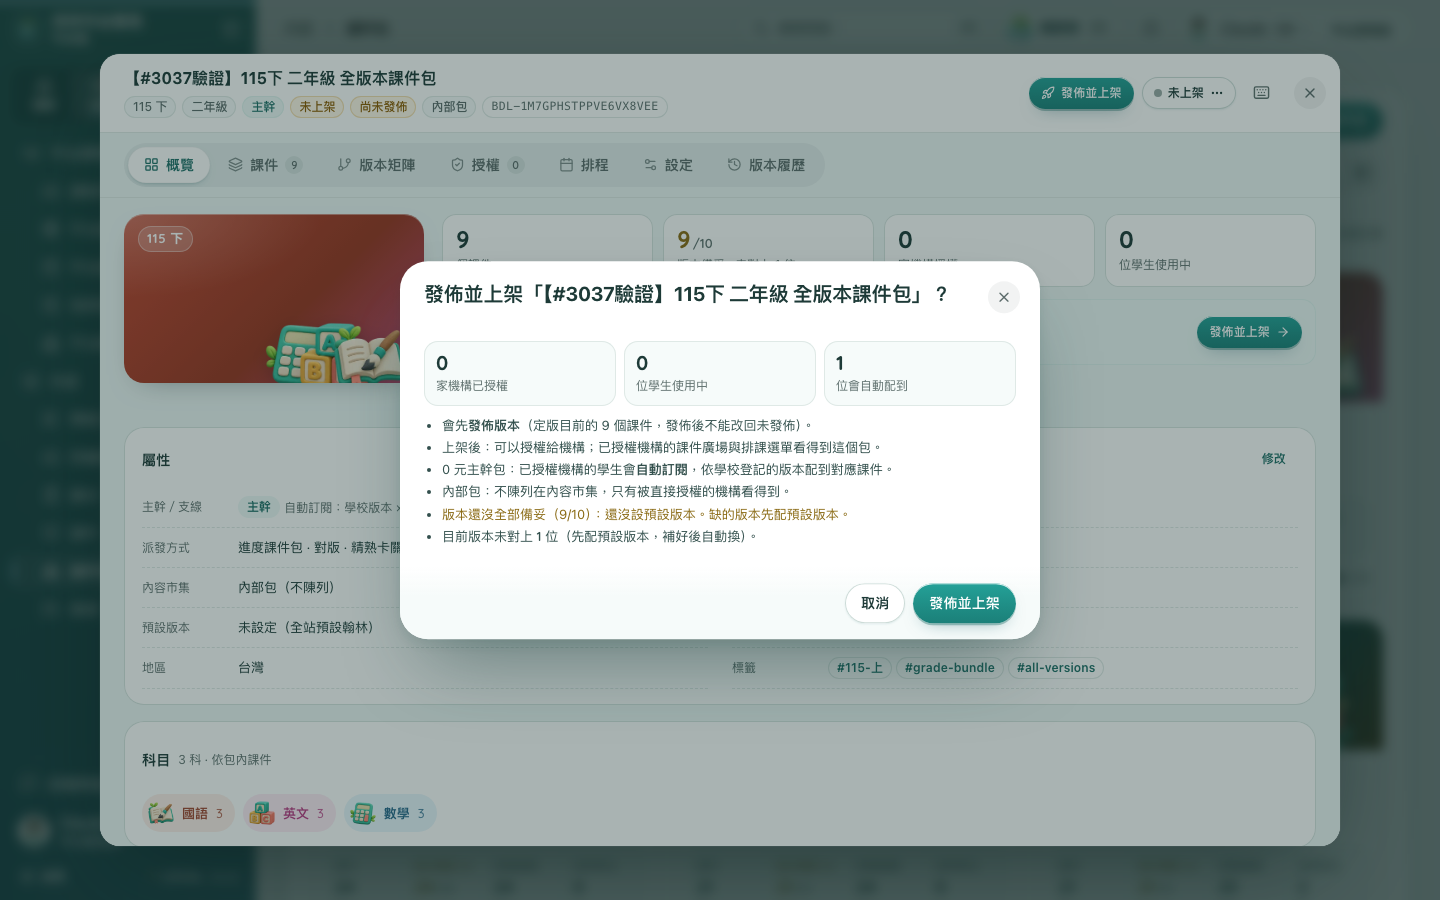 【#3037驗證】115下 二年級 全版本課件包
115 下 二年級 主幹 未上架 尚未發佈 內部包 BDL-1M7GPHSTPPVE6VX8VEE
發佈並上架 未上架 ···
概覽 課件 9 版本矩陣 授權 0 排程 設定 版本履歷
115 下
9
9/10
0
0
位學生使用中
發佈並上架
發佈並上架「【#3037驗證】115下 二年級 全版本課件包」？
0
家機構已授權
0
位學生使用中
1
位會自動配到
• 會先發佈版本（定版目前的 9 個課件，發佈後不能改回未發佈）。
• 上架後：可以授權給機構；已授權機構的課件廣場與排課選單看得到這個包。
• 0 元主幹包：已授權機構的學生會自動訂閱，依學校登記的版本配到對應課件。
• 內部包：不陳列在內容市集，只有被直接授權的機構看得到。
• 版本還沒全部備妥（9/10）：還沒設預設版本。缺的版本先配預設版本。
• 目前版本未對上 1 位（先配預設版本，補好後自動換）。
取消 發佈並上架
屬性 修改
主幹 / 支線 主幹 自動訂閱：學校版本
派發方式 進度課件包 · 對版 · 精熟卡關
內容市集 內部包（不陳列）
預設版本 未設定（全站預設翰林）
地區 台灣
標籤 #115-上 #grade-bundle #all-versions
科目 3 科 · 依包內課件
國語 3 英文 3 數學 3